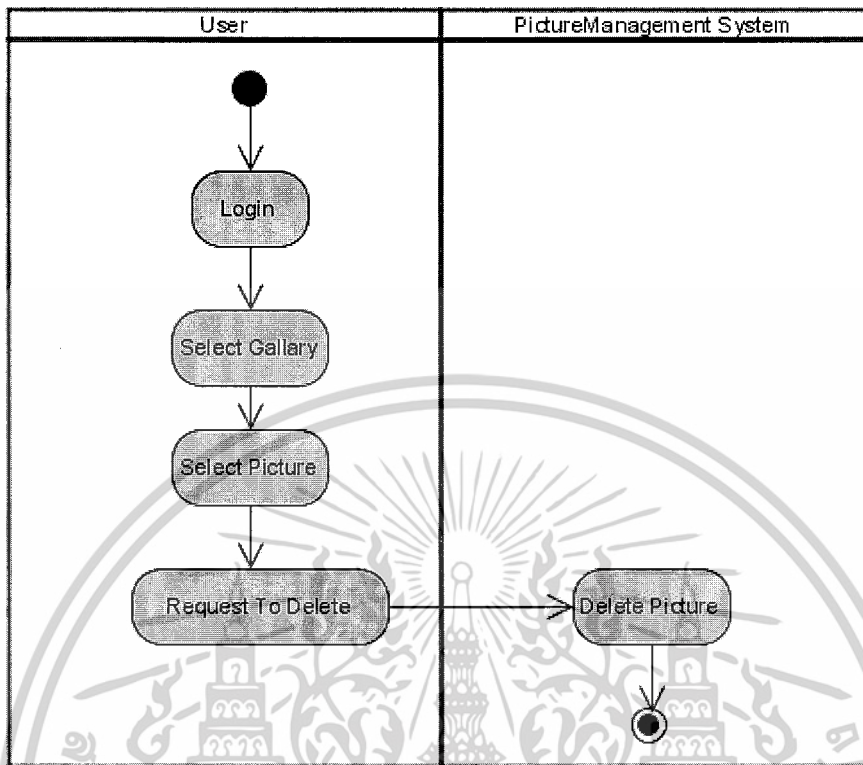 User
PictureManagement System
Login
Select Gallary
Select Picture
Request To Delete
Delete Picture